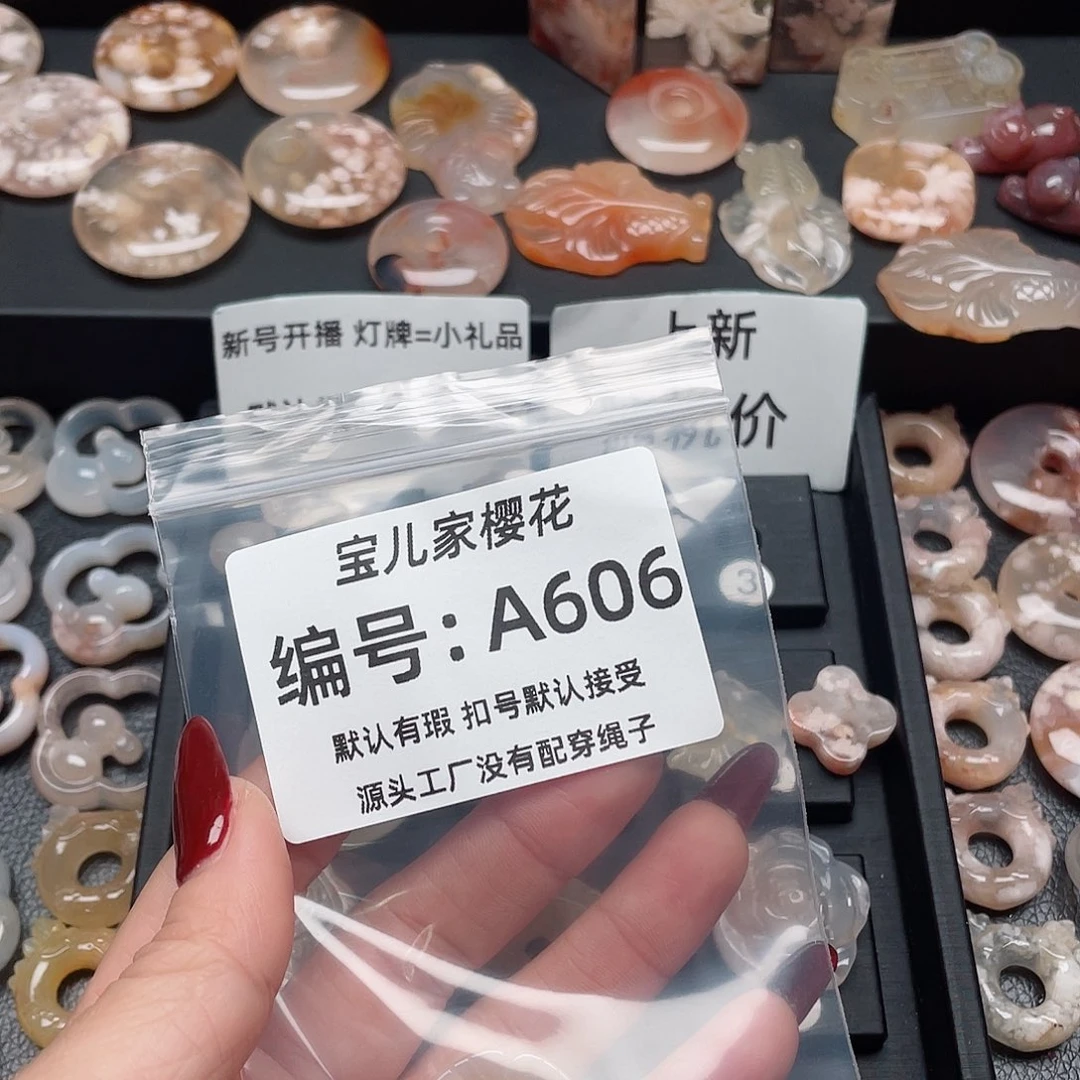 新号开播 灯牌=小礼品
上新
价
宝儿家樱花
编号:A606
默认有瑕 扣号默认接受
源头工厂没有配穿绳子
3